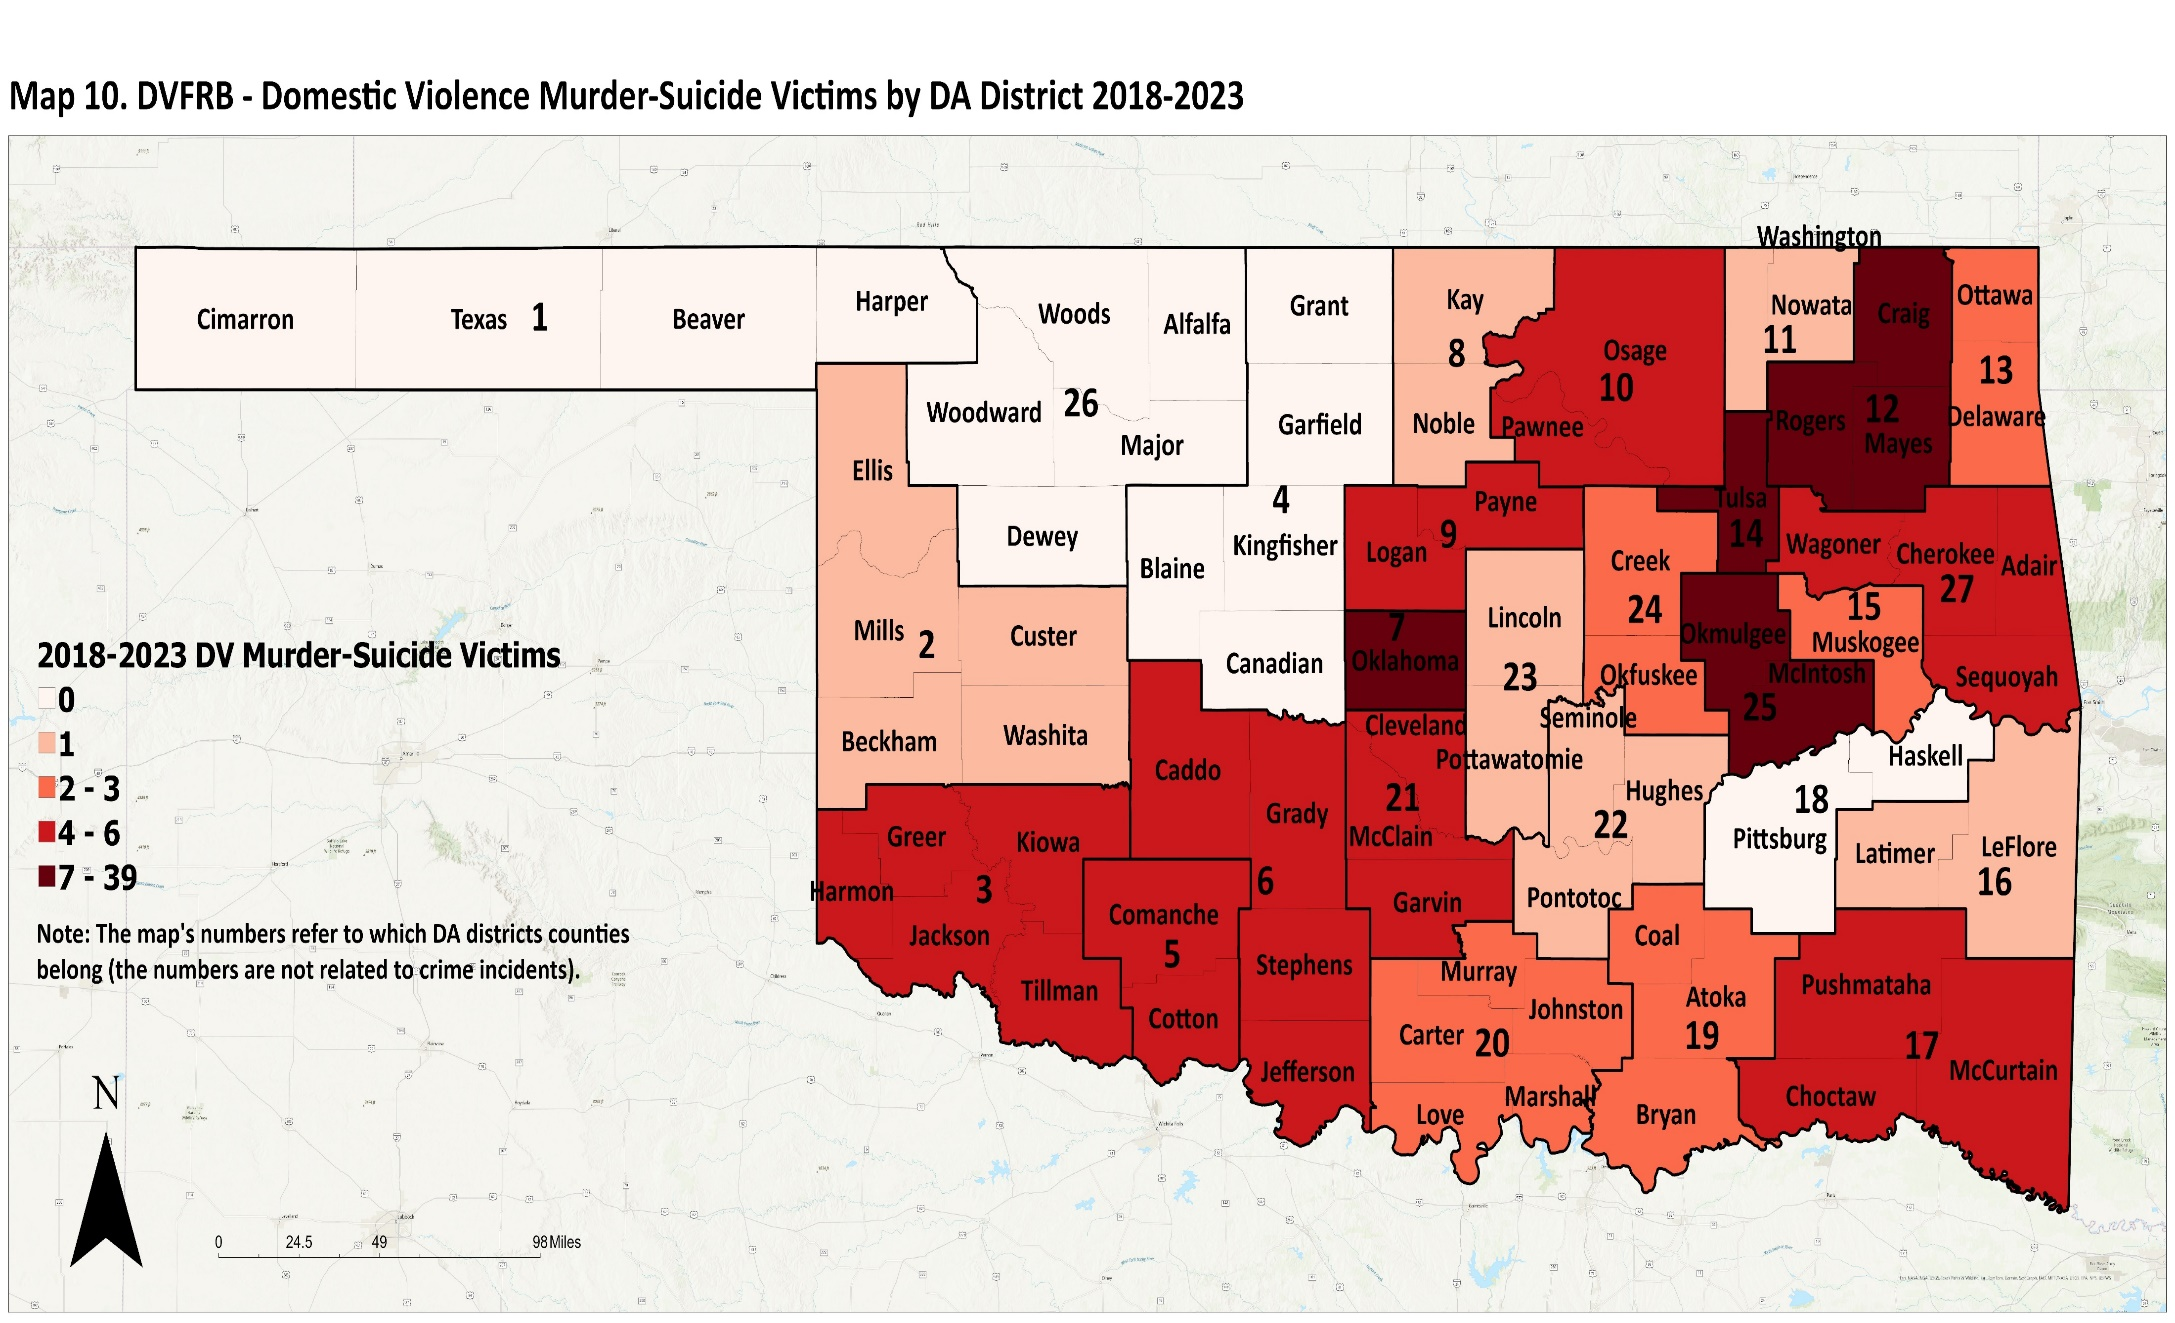 Map 10. DVFRB - Domestic Violence Murder-Suicide Victims by DA District 2018-2023
Washington
Cimarron
Texas 1
Beaver
Harper
Woods
Alfalfa
Grant
Kay
8
Osage
10
Nowata
11
Craig
Ottawa
13
Delaware
Woodward
26
Major
Garfield
Noble
Pawnee
Rogers
12
Mayes
Ellis
Dewey
Blaine
4
Kingfisher
Logan
9
Payne
Tulsa
14
Creek
24
Wagoner
Cherokee
27
Adair
Mills
2
Custer
Canadian
7
Oklahoma
Lincoln
23
Okmulgee
15
Muskogee
McIntosh
25
Okfuskee
Sequoyah
Beckham
Washita
Caddo
Grady
Cleveland
Pottawatomie
Seminole
Hughes
22
18
Pittsburg
Haskell
21
McClain
Latimer
LeFlore
16
Greer
Kiowa
Harmon
3
Jackson
Tillman
Comanche
5
Cotton
6
Garvin
Pontotoc
Stephens
Jefferson
Murray
Johnston
Carter
20
Love
Marshall
Coal
Atoka
19
Bryan
Pushmataha
17
McCurtain
Choctaw
2018-2023 DV Murder-Suicide Victims
0
1
2 - 3
4 - 6
7 - 39
Note: The map's numbers refer to which DA districts counties
belong (the numbers are not related to crime incidents).
N
0 24.5 49 98 Miles